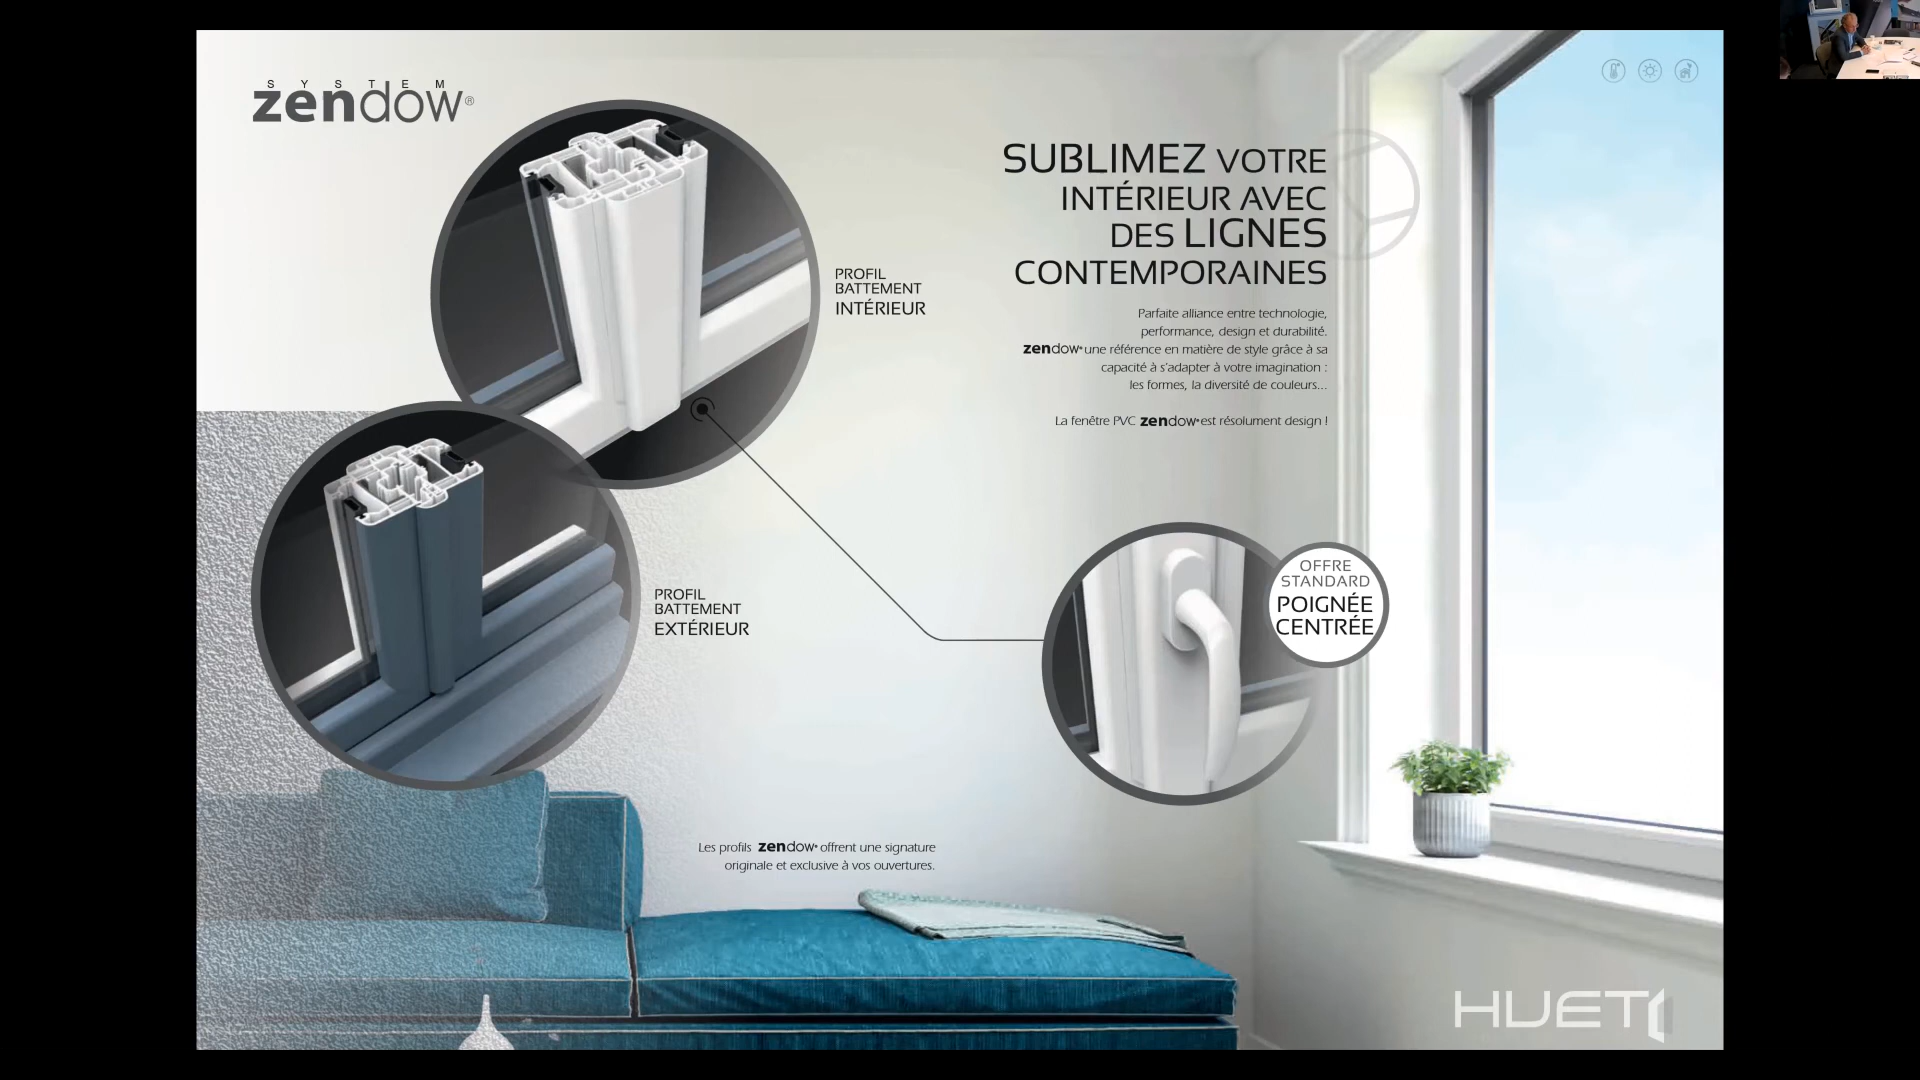 SYSTEM
zendow®
SUBLIMEZ VOTRE
INTÉRIEUR AVEC
DES LIGNES
CONTEMPORAINES
Parfaite alliance entre technologie,
performance, design et durabilité.
zendow® une référence en matière de style grâce à sa
capacité à s'adapter à votre imagination :
les formes, la diversité de couleurs...
La fenêtre PVC zendow® est résolument design !
PROFIL
BATTEMENT
INTÉRIEUR
PROFIL
BATTEMENT
EXTÉRIEUR
OFFRE
STANDARD
POIGNÉE
CENTRÉE
Les profils zendow® offrent une signature
originale et exclusive à vos ouvertures.
HUET